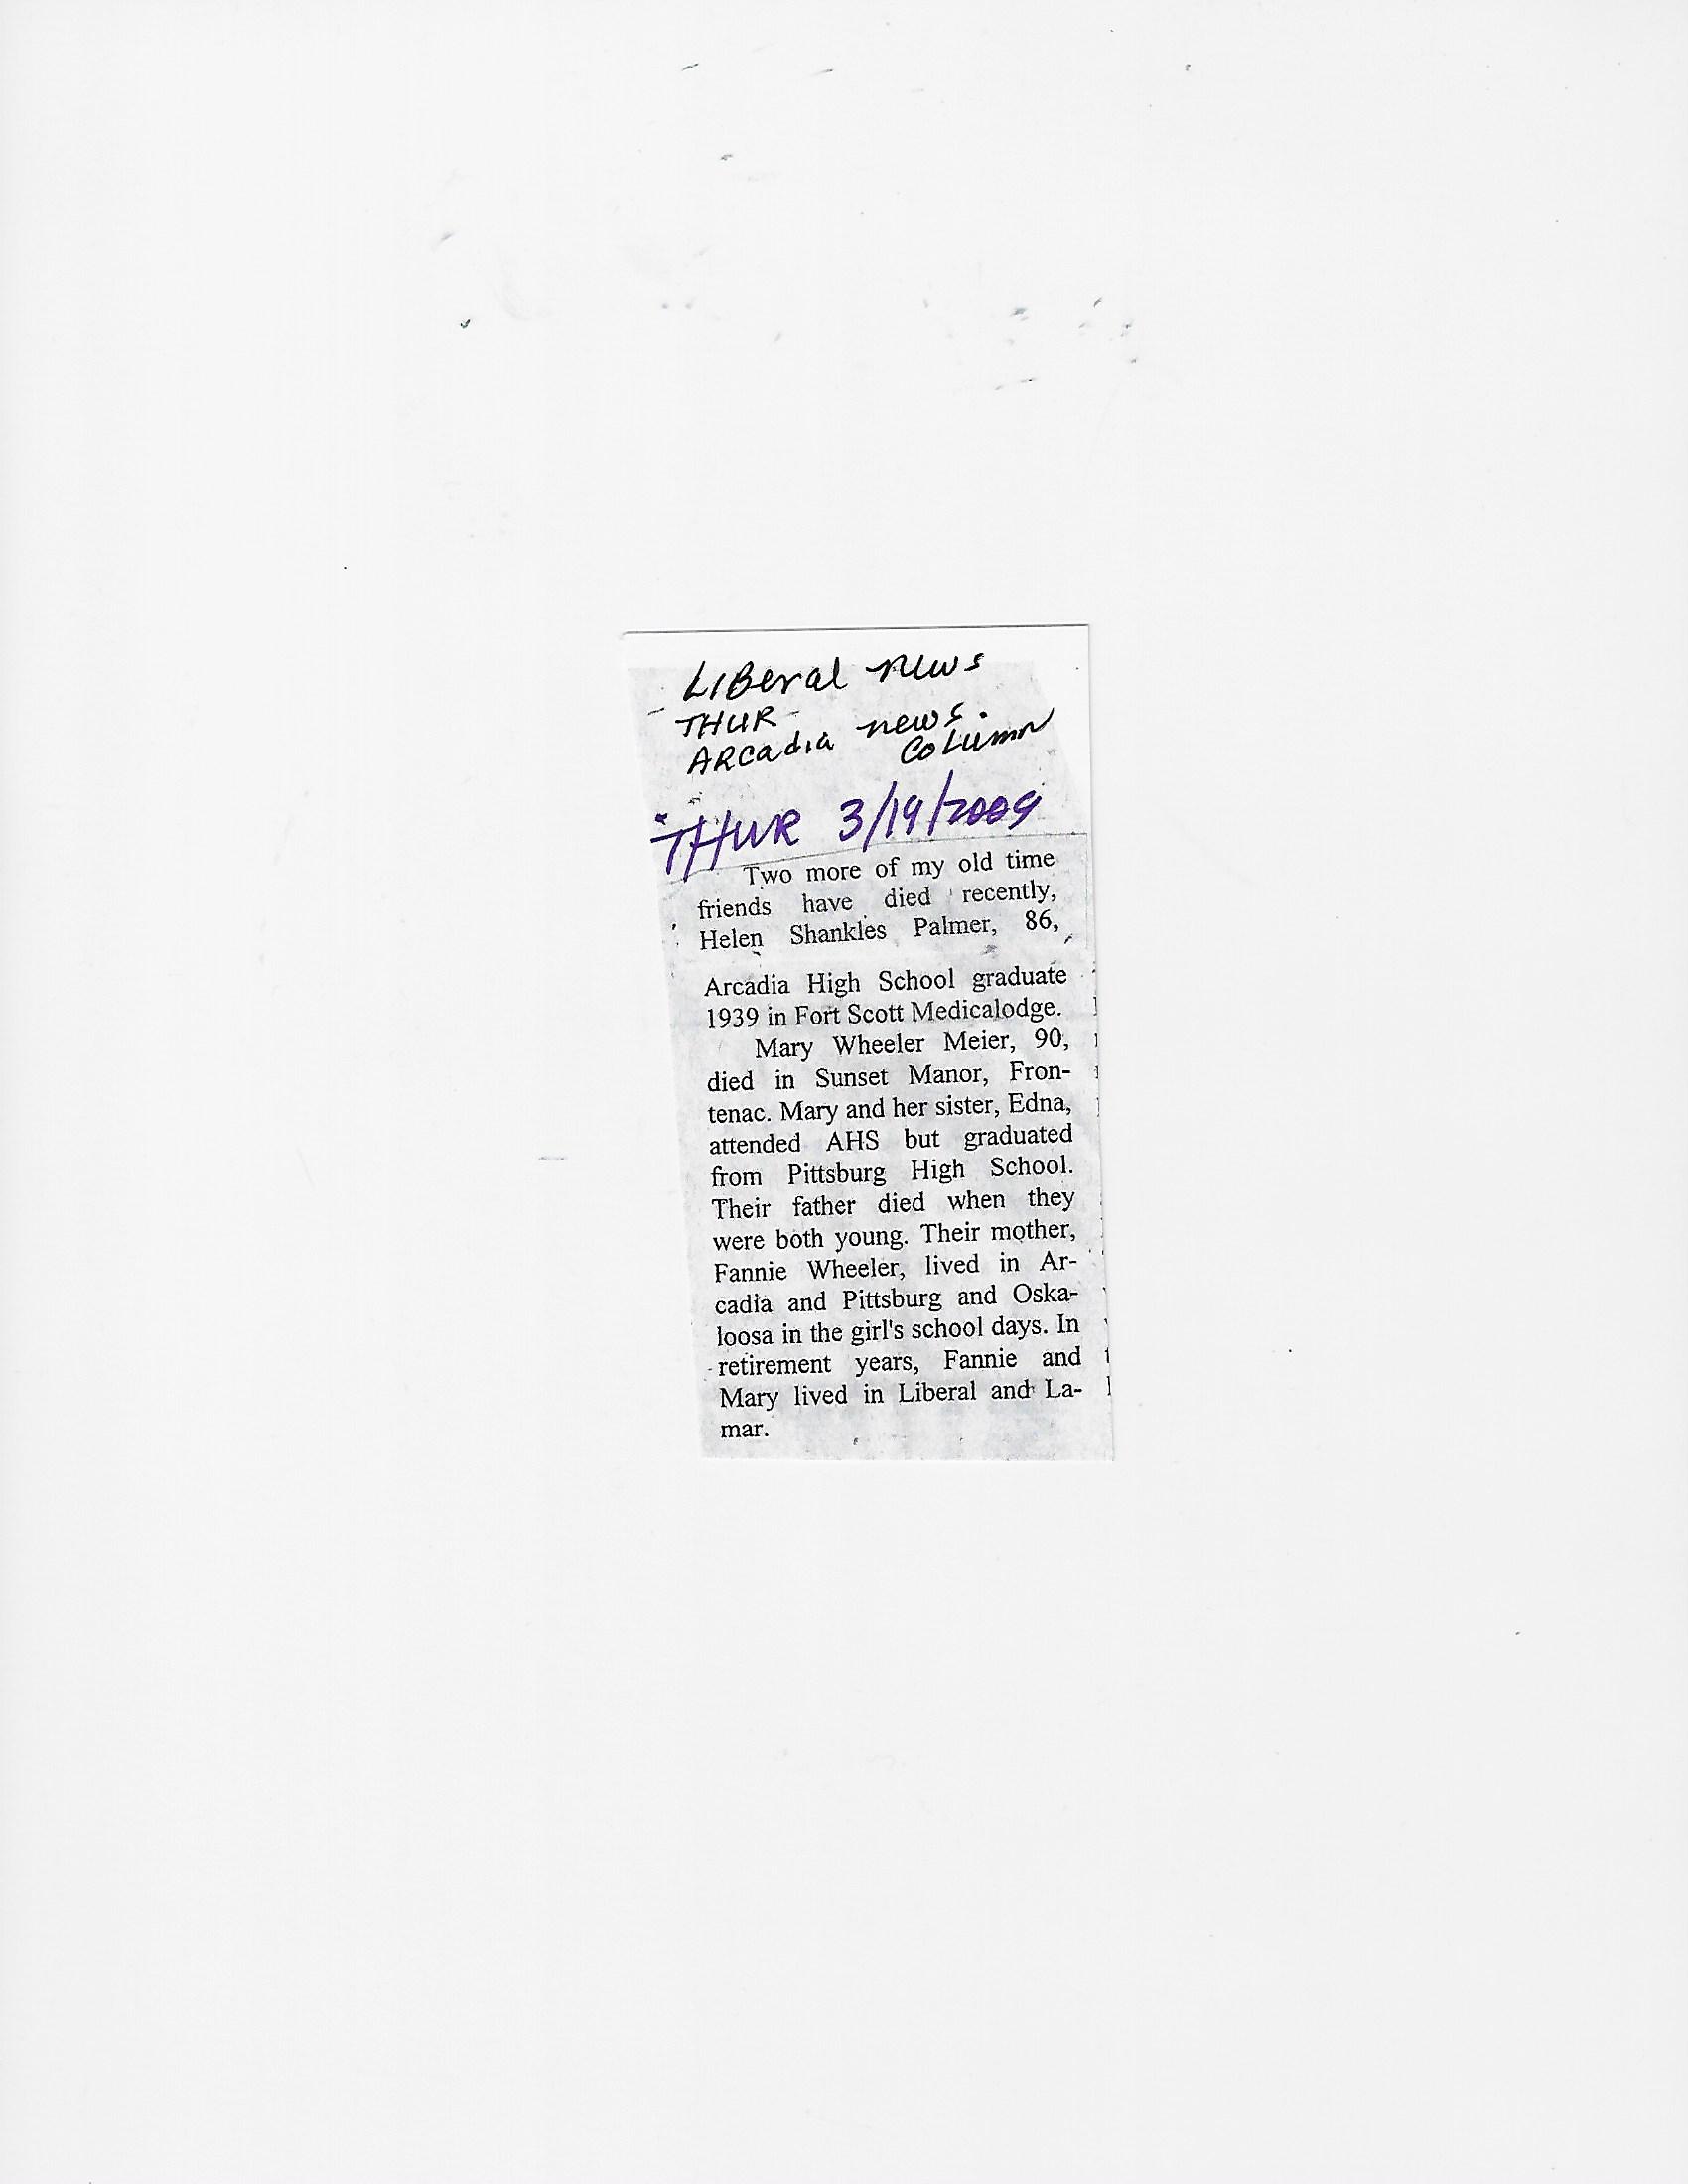 LIBeral news
THUR -
ARcadia news.
Column
THUR 3/19/2009
Two more of my old time
friends have died recently,
Helen Shankles Palmer, 86,
Arcadia High School graduate
1939 in Fort Scott Medicalodge.
Mary Wheeler Meier, 90,
died in Sunset Manor, Fron-
tenac. Mary and her sister, Edna,
attended AHS but graduated
from Pittsburg High School.
Their father died when they
were both young. Their mother,
Fannie Wheeler, lived in Ar-
cadia and Pittsburg and Oska-
loosa in the girl's school days. In
retirement years, Fannie and
Mary lived in Liberal and La-
mar.